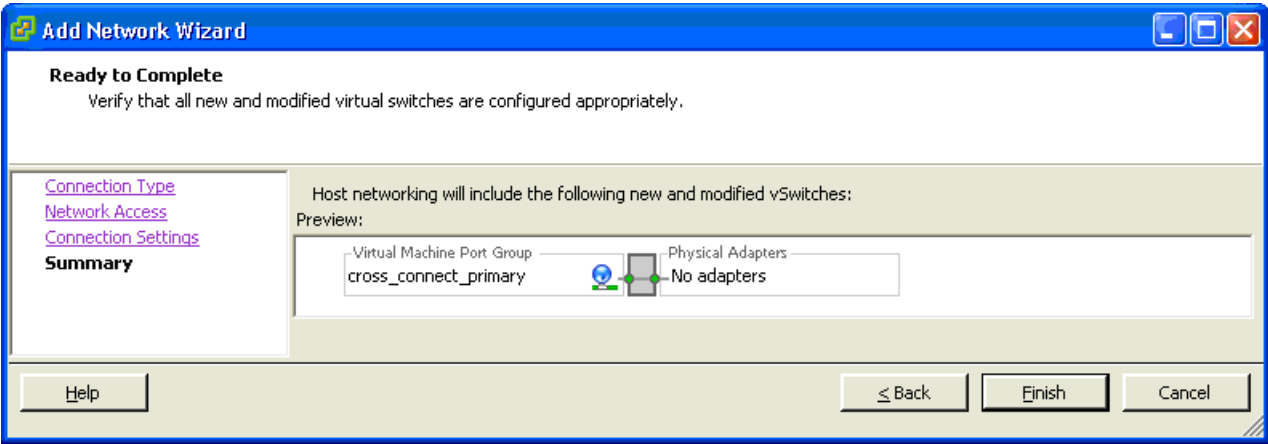 Add Network Wizard
Ready to Complete
Verify that all new and modified virtual switches are configured appropriately.
Connection Type
Network Access
Connection Settings
Summary
Host networking will include the following new and modified vSwitches:
Preview:
Virtual Machine Port Group
cross_connect_primary
Physical Adapters
No adapters
Help
< Back
Finish
Cancel